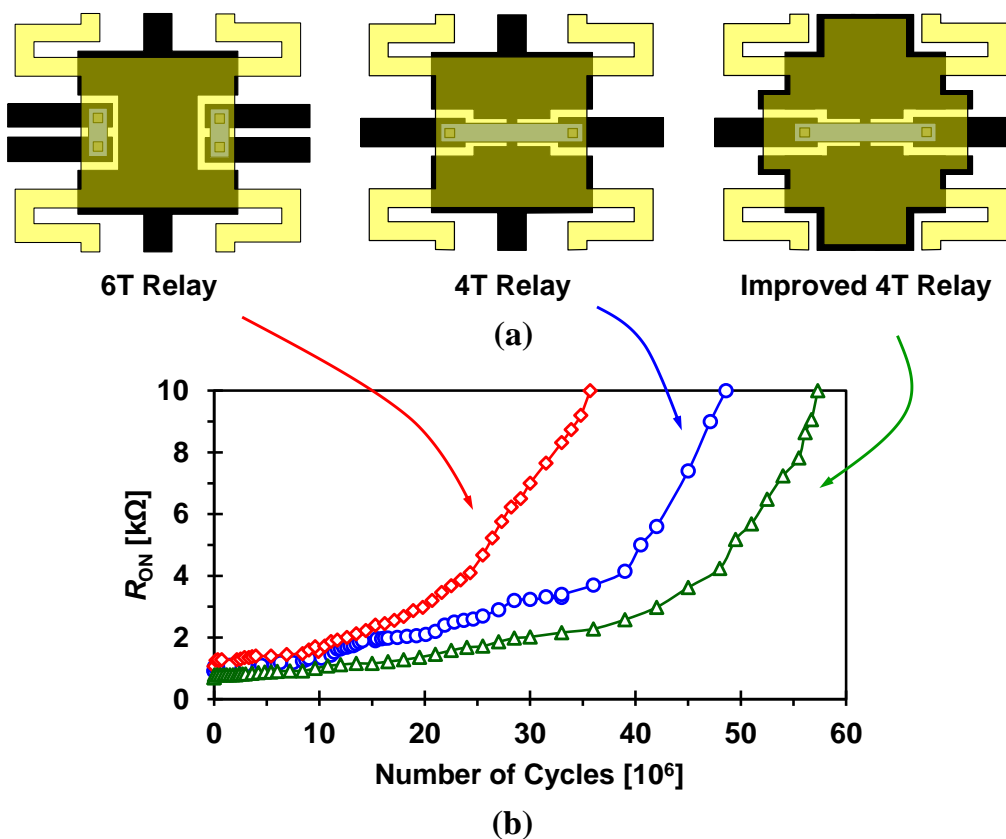 6T Relay
4T Relay
Improved 4T Relay
(a)
10
8
6
4
2
0
R_ON [kΩ]
0 10 20 30 40 50 60
Number of Cycles [10⁶]
(b)